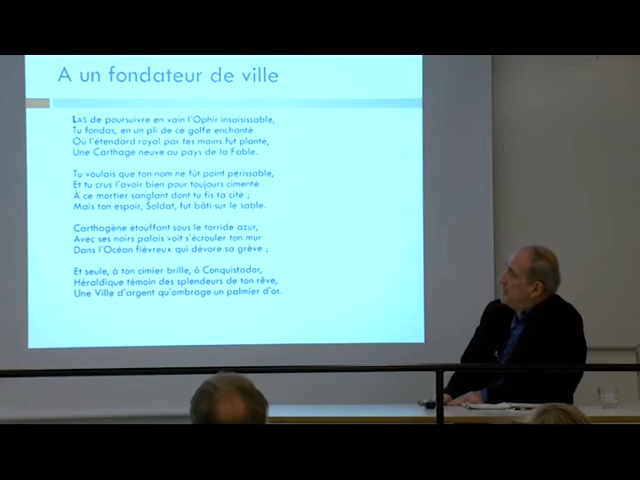 A un fondateur de ville
LAS de poursuivre en vain l'Ophir insaisissable,
Tu fondas, en un pli de ce golfe enchanté
Où l'étendard royal par tes mains fut planté,
Une Carthage neuve au pays de la Fable.
Tu voulais que ton nom ne fût point périssable,
Et tu crus l'avoir bien pour toujours cimenté
À ce mortier sanglant dont tu fis ta cité ;
Mais ton espoir, Soldat, fut bâti sur le sable.
Carthagène étouffant sous le torride azur,
Avec ses noirs palais voit s'écrouler ton mur
Dans l'Océan fiévreux qui dévore sa grève ;
Et seule, à ton cimier brille, ô Conquistador,
Héraldique témoin des splendeurs de ton rêve,
Une Ville d'argent qu'ombrage un palmier d'or.